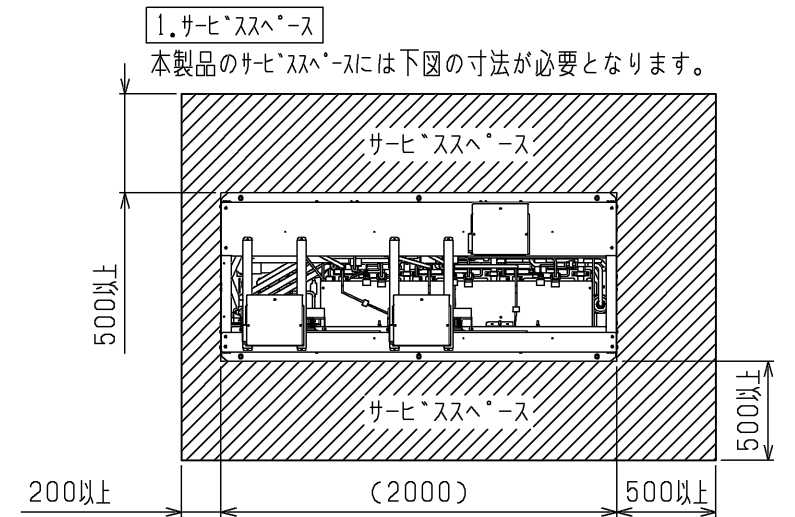 1.サービススペース
本製品のサービススペースには下図の寸法が必要となります。
サービススペース
500以上
サービススペース
500以上
200以上
(2000)
500以上